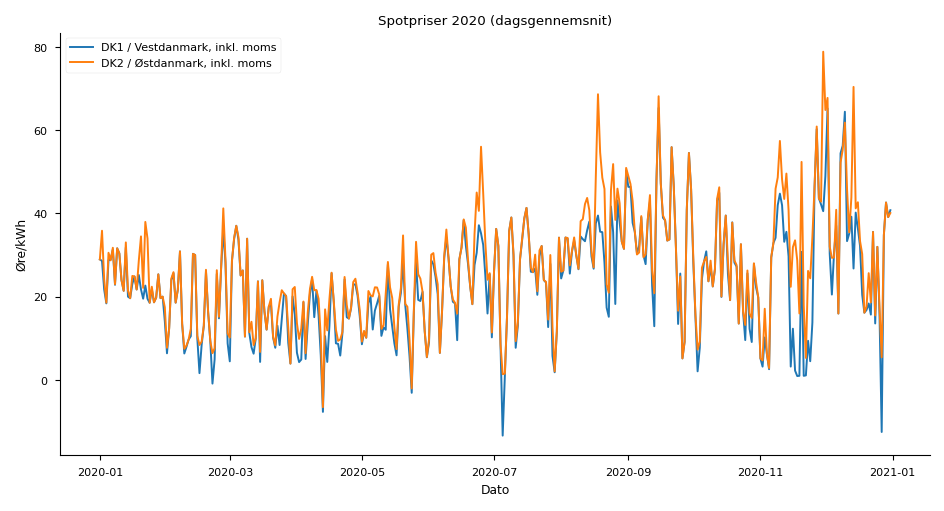 Spotpriser 2020 (dagsgennemsnit)
DK1 / Vestdanmark, inkl. moms
DK2 / Østdanmark, inkl. moms
Øre/kWh
80
60
40
20
0
2020-01 2020-03 2020-05 2020-07 2020-09 2020-11 2021-01
Dato